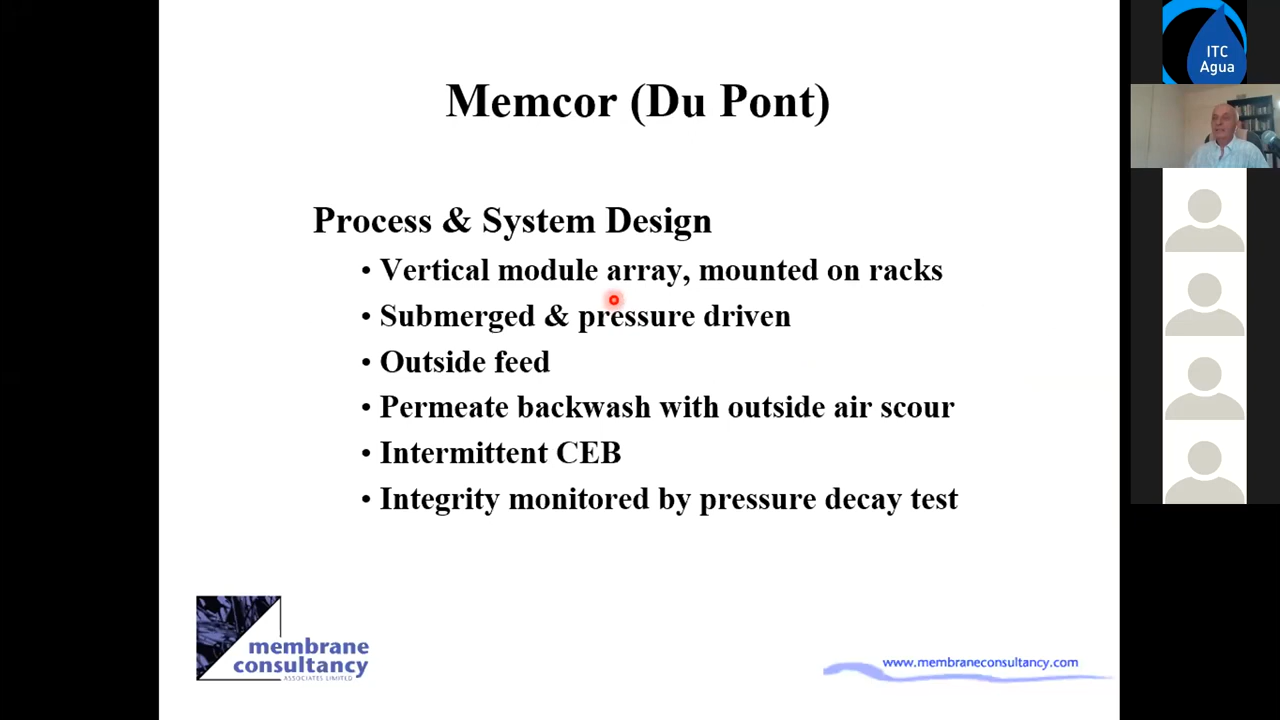 Memcor (Du Pont)
Process & System Design
• Vertical module array, mounted on racks
• Submerged & pressure driven
• Outside feed
• Permeate backwash with outside air scour
• Intermittent CEB
• Integrity monitored by pressure decay test
membrane
consultancy
ASSOCIATES LIMITED
www.membraneconsultancy.com
ITC
Agua